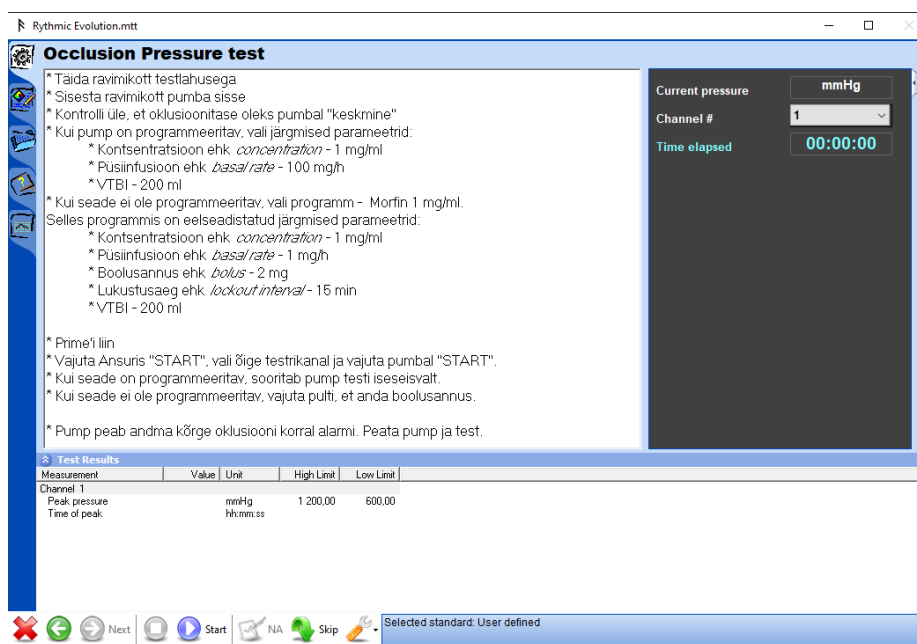 Rythmic Evolution.mtt
Occlusion Pressure test
* Täida ravimikott testlahusega
* Sisesta ravimikott pumba sisse
* Kontrolli üle, et oklusioonitase oleks pumbal "keskmine"
* Kui pump on programmeeritav, vali järgmised parameetrid:
* Kontsentratsioon ehk concentration - 1 mg/ml
* Püsiinfusioon ehk basal rate - 100 mg/h
* VTBI - 200 ml
* Kui seade ei ole programmeeritav, vali programm - Morfin 1 mg/ml.
Selles programmis on eelseadistatud järgmised parameetrid:
* Kontsentratsioon ehk concentration - 1 mg/ml
* Püsiinfusioon ehk basal rate - 1 mg/h
* Boolusannus ehk bolus - 2 mg
* Lukustusaeg ehk lockout interval - 15 min
* VTBI - 200 ml
* Prime'i liin
* Vajuta Ansuris "START", vali õige testrikanal ja vajuta pumbal "START".
* Kui seade on programmeeritav, sooritab pump testi iseseisvalt.
* Kui seade ei ole programmeeritav, vajuta pulti, et anda boolusannus.
* Pump peab andma kõrge oklusiooni korral alarmi. Peata pump ja test.
Current pressure mmHg
Channel # 1
Time elapsed 00:00:00
Test Results
Measurement Value Unit High Limit Low Limit
Channel 1
Peak pressure mmHg 1 200,00 600,00
Time of peak hh:mm:ss
Next Start NA Skip Selected standard: User defined